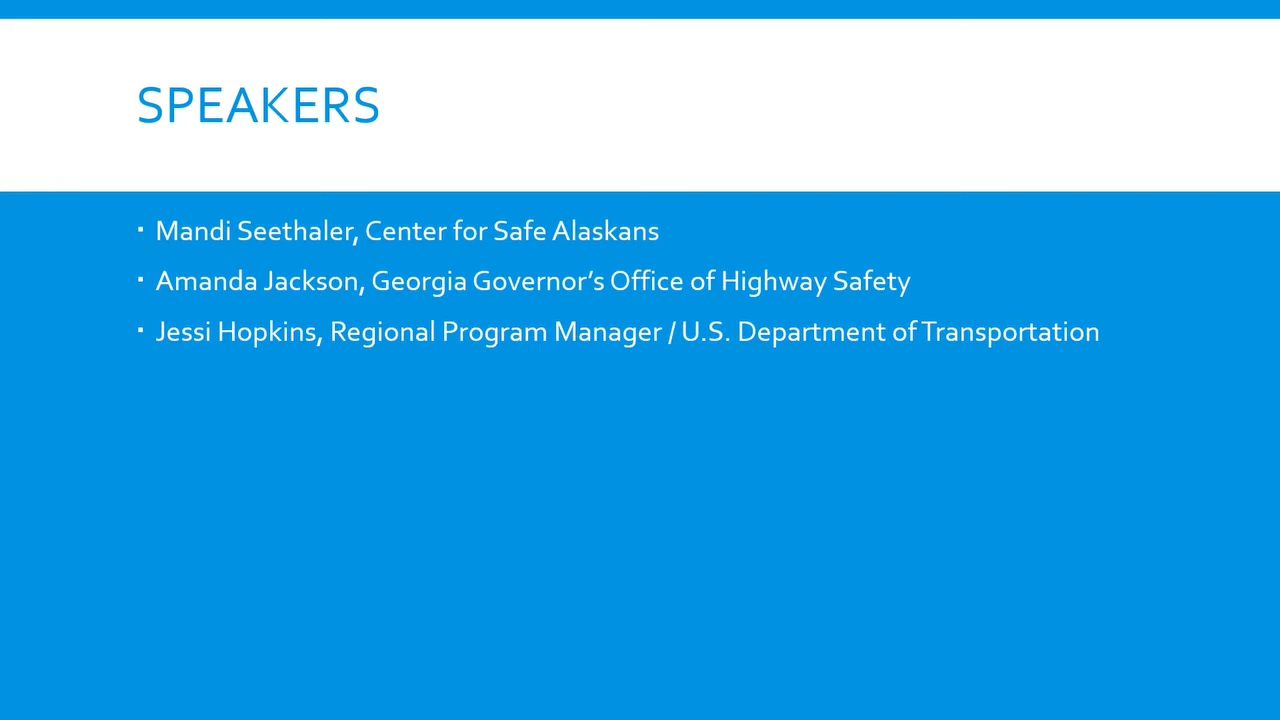 SPEAKERS
▪ Mandi Seethaler, Center for Safe Alaskans
▪ Amanda Jackson, Georgia Governor’s Office of Highway Safety
▪ Jessi Hopkins, Regional Program Manager / U.S. Department of Transportation